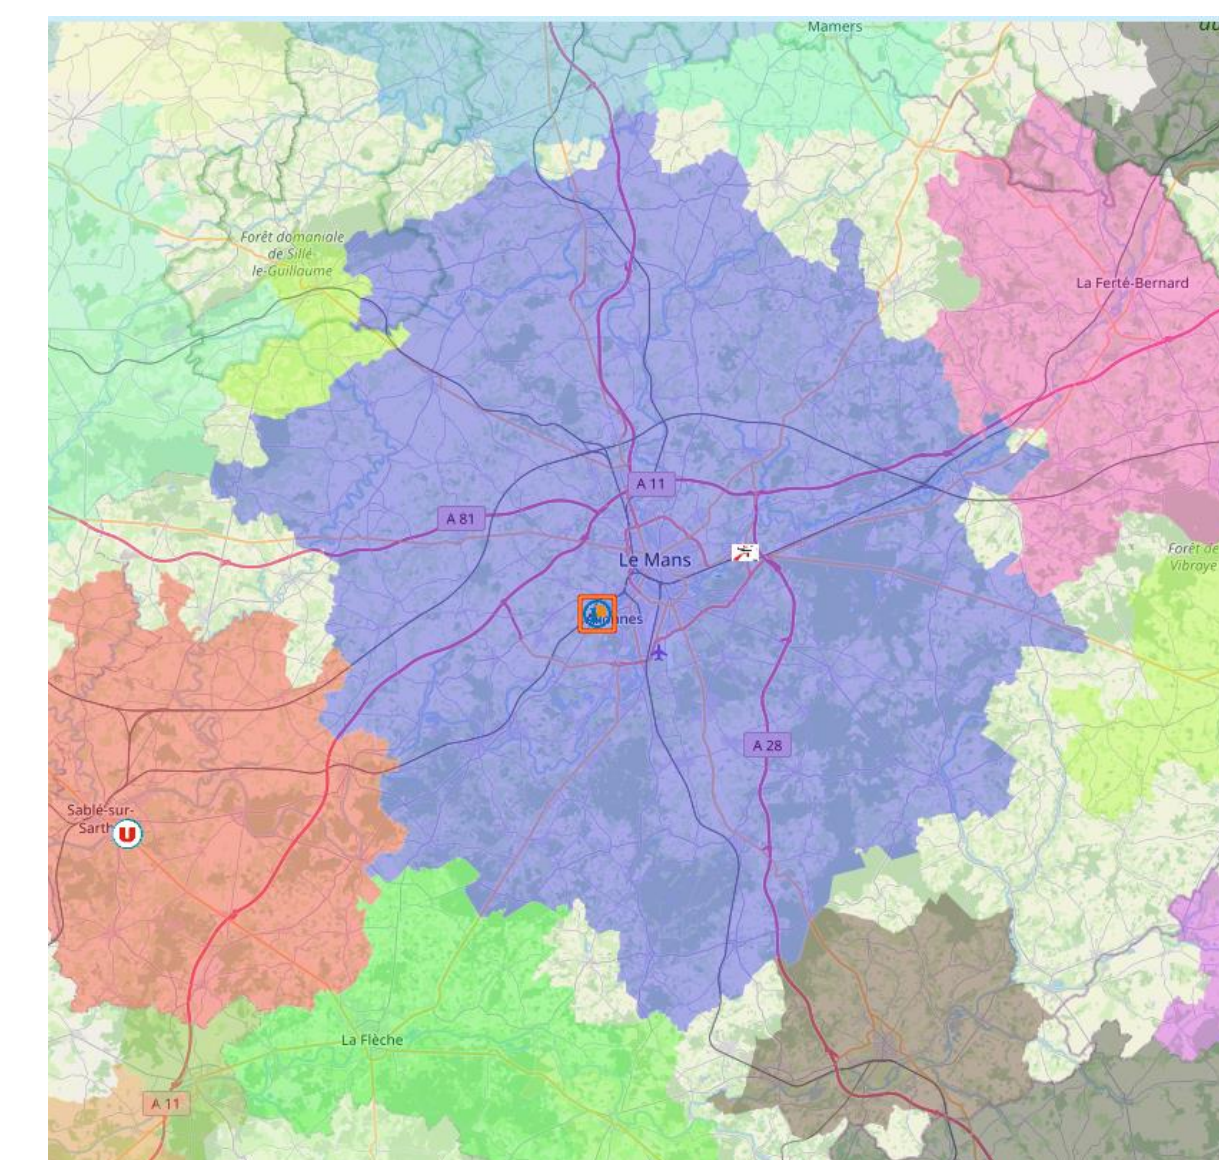 Mamers
Forêt domaniale
de Sillé
le-Guillaume
La Ferté-Bernard
A 11
A 81
Le Mans
Forêt de
Vibraye
A 28
Sablé-sur-
Sarth
U
La Flèche
A 11